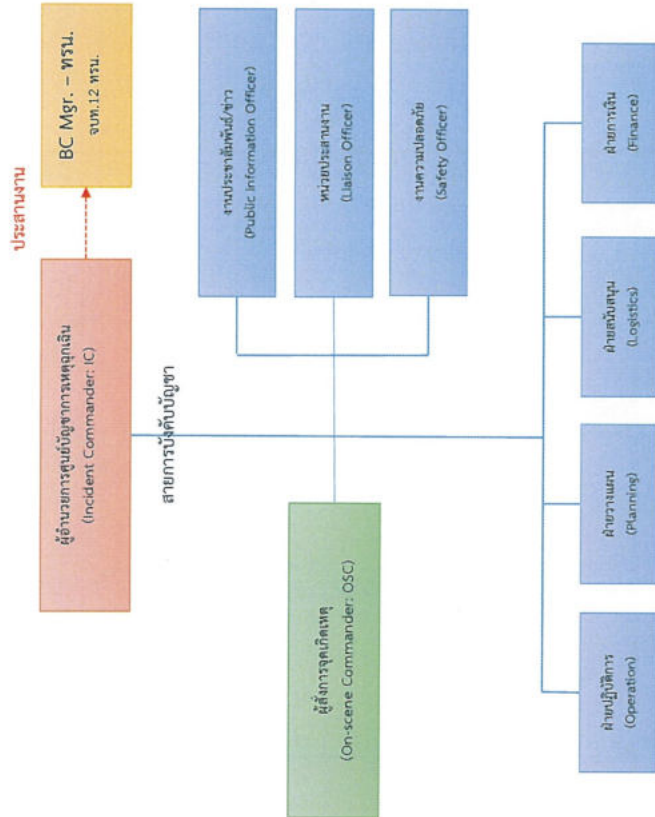 ประสานงาน
ผู้อำนวยการศูนย์บัญชาการเหตุฉุกเฉิน
(Incident Commander: IC)
BC Mgr. – ทรน.
จบท.12 ทรน.
สายการบังคับบัญชา
ผู้สั่งการจุดเกิดเหตุ
(On-scene Commander: OSC)
งานประชาสัมพันธ์/ข่าว
(Public Information Officer)
หน่วยประสานงาน
(Liaison Officer)
งานความปลอดภัย
(Safety Officer)
ฝ่ายปฏิบัติการ
(Operation)
ฝ่ายวางแผน
(Planning)
ฝ่ายสนับสนุน
(Logistics)
ฝ่ายการเงิน
(Finance)